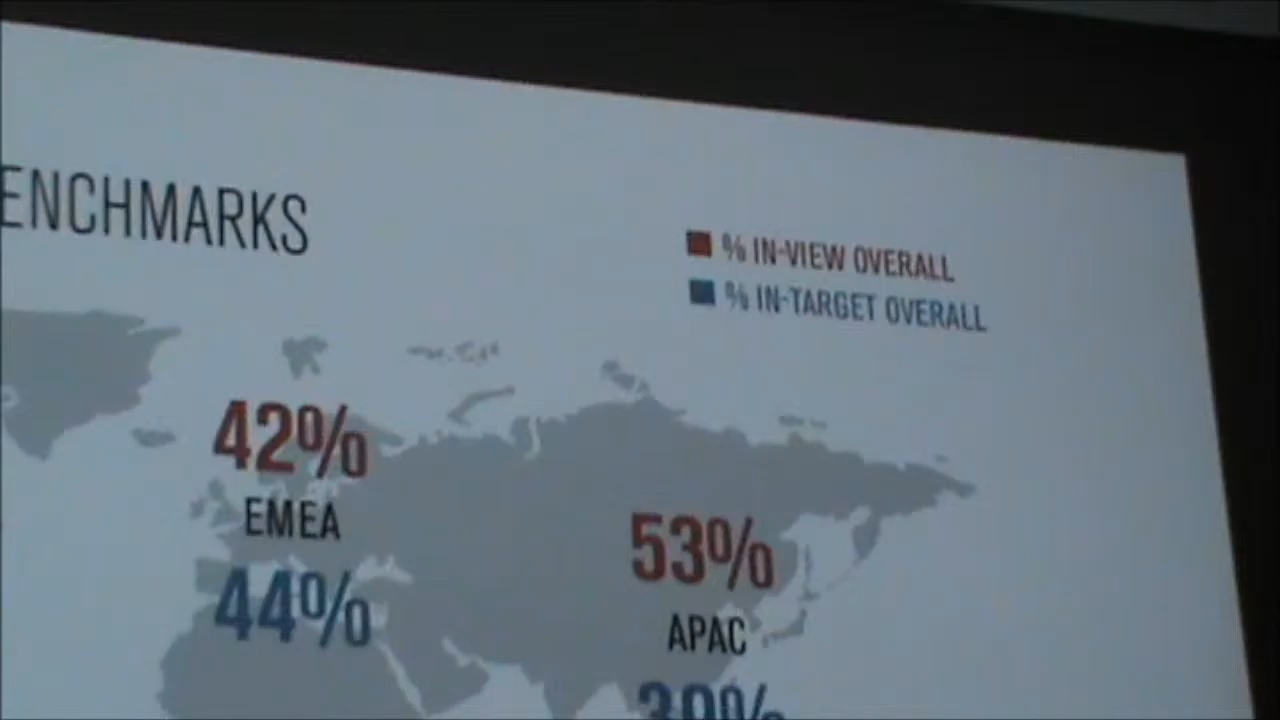 ENCHMARKS
% IN-VIEW OVERALL
% IN-TARGET OVERALL
42%
EMEA
44%
53%
APAC